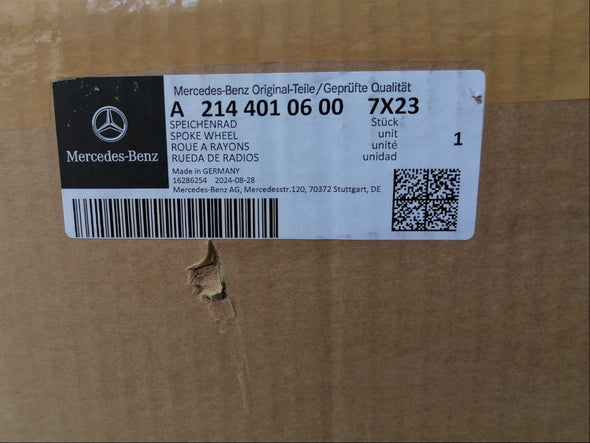 Mercedes-Benz Original-Teile/Geprüfte Qualität
A 214 401 06 00 7X23
SPEICHENRAD Stück
SPOKE WHEEL unit 1
ROUE A RAYONS unité
RUEDA DE RADIOS unidad
Mercedes-Benz
Made in GERMANY
16286254 2024-08-28
Mercedes-Benz AG, Mercedesstr.120, 70372 Stuttgart, DE